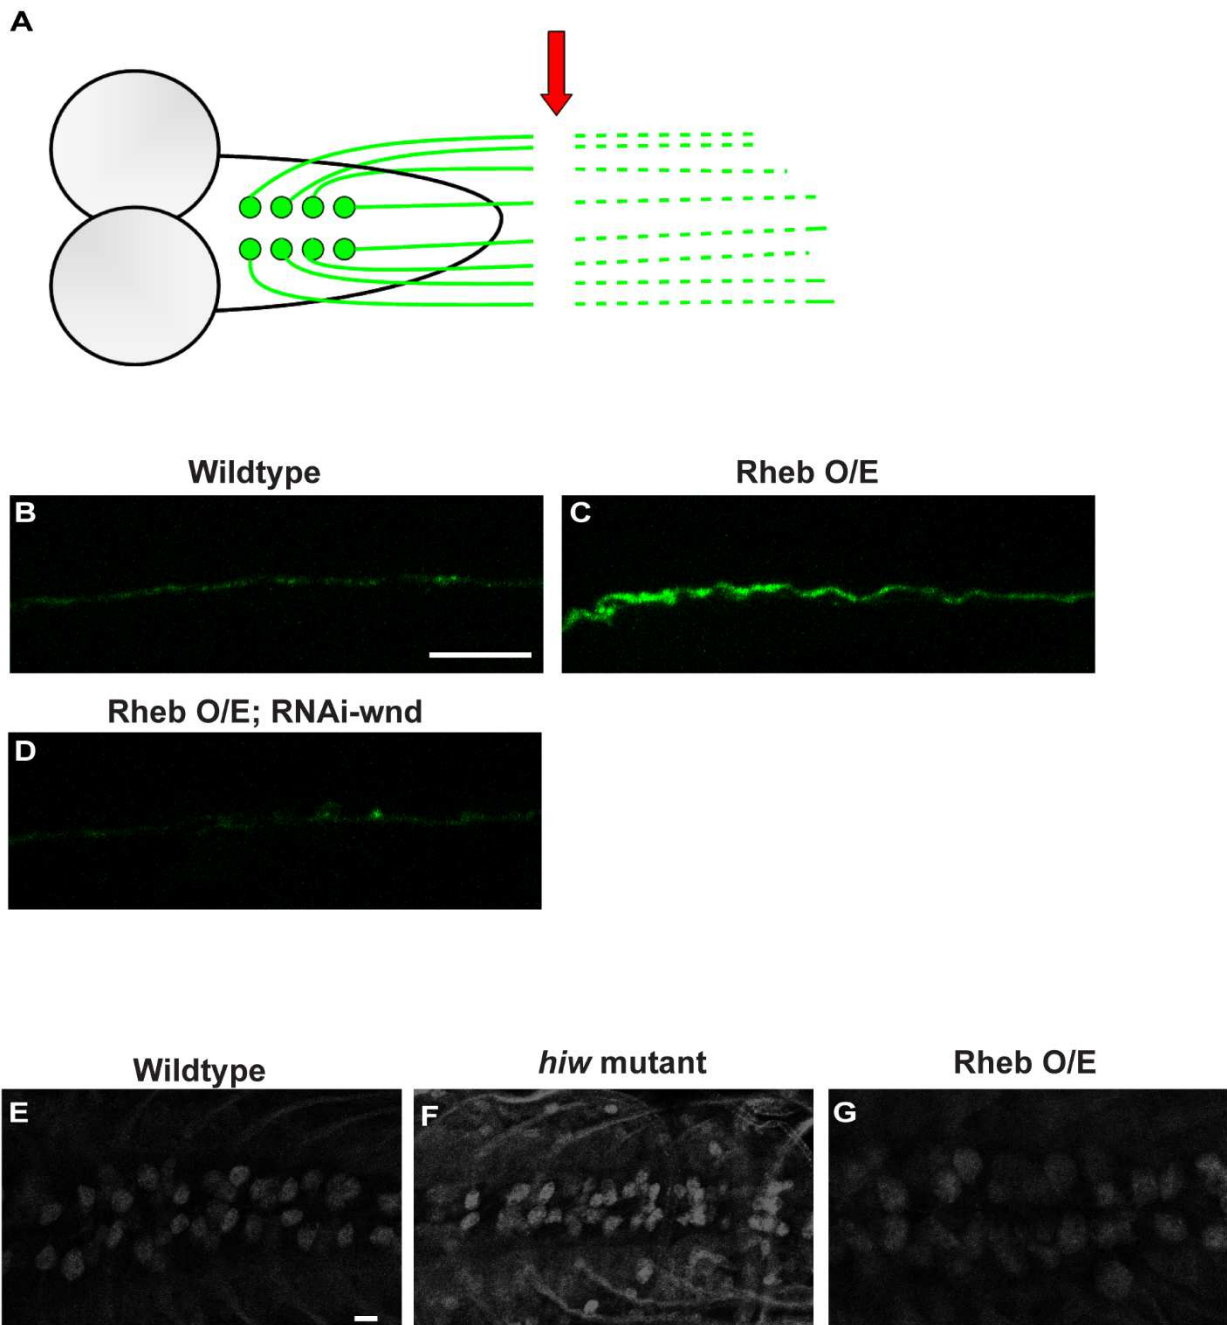 A
Wildtype
Rheb O/E
B
C
Rheb O/E; RNAi-wnd
D
Wildtype
hiw mutant
Rheb O/E
E
F
G